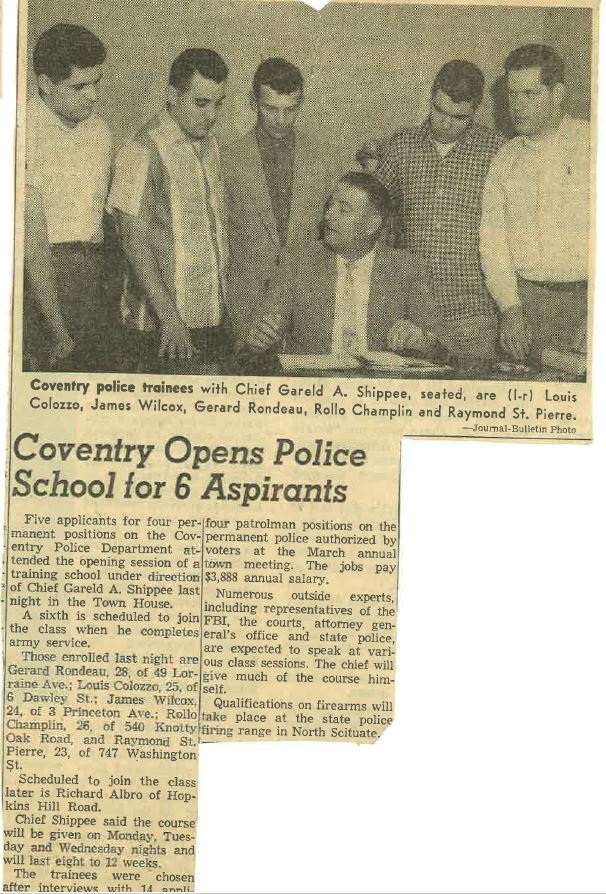 Coventry police trainees with Chief Gareld A. Shippee, seated, are (l-r) Louis
Colozzo, James Wilcox, Gerard Rondeau, Rollo Champlin and Raymond St. Pierre.
—Journal-Bulletin Photo
Coventry Opens Police
School for 6 Aspirants
Five applicants for four per-
manent positions on the Cov-
entry Police Department at-
tended the opening session of a
training school under direction
of Chief Gareld A. Shippee last
night in the Town House.
A sixth is scheduled to join
the class when he completes
army service.
Those enrolled last night are
Gerard Rondeau, 28, of 49 Lor-
raine Ave.; Louis Colozzo, 25, of
6 Dawley St.; James Wilcox,
24, of 3 Princeton Ave.; Rollo
Champlin, 26, of 540 Knotty
Oak Road, and Raymond St.
Pierre, 23, of 747 Washington
St.
Scheduled to join the class
later is Richard Albro of Hop-
kins Hill Road.
Chief Shippee said the course
will be given on Monday, Tues-
day and Wednesday nights and
will last eight to 12 weeks.
The trainees were chosen
after interviews with 14 appli-
four patrolman positions on the
permanent police authorized by
voters at the March annual
town meeting. The jobs pay
$3,888 annual salary.
Numerous outside experts,
including representatives of the
FBI, the courts, attorney gen-
eral's office and state police,
are expected to speak at vari-
ous class sessions. The chief will
give much of the course him-
self.
Qualifications on firearms will
take place at the state police
firing range in North Scituate.